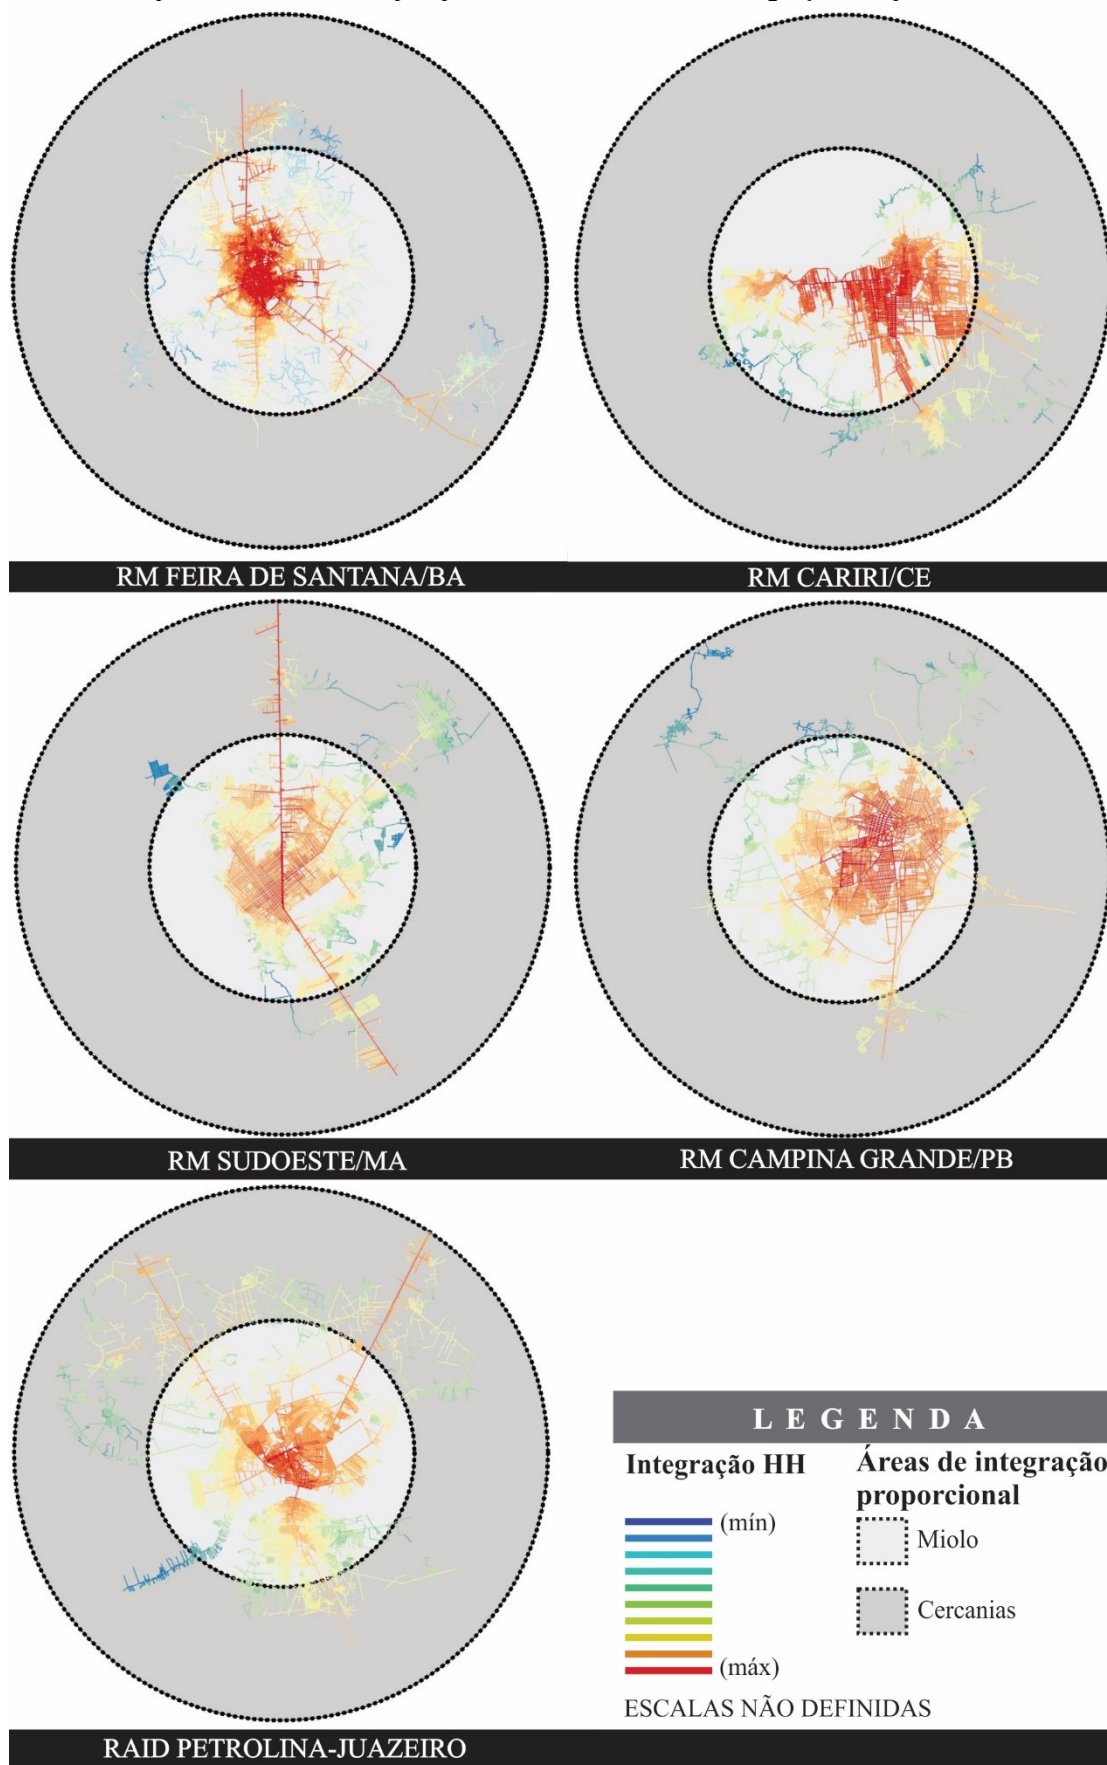 RM FEIRA DE SANTANA/BA
RM CARIRI/CE
RM SUDOESTE/MA
RM CAMPINA GRANDE/PB
L E G E N D A
Integração HH
Áreas de integração
proporcional
(mín)
Miolo
Cercanias
(máx)
ESCALAS NÃO DEFINIDAS
RAID PETROLINA-JUAZEIRO